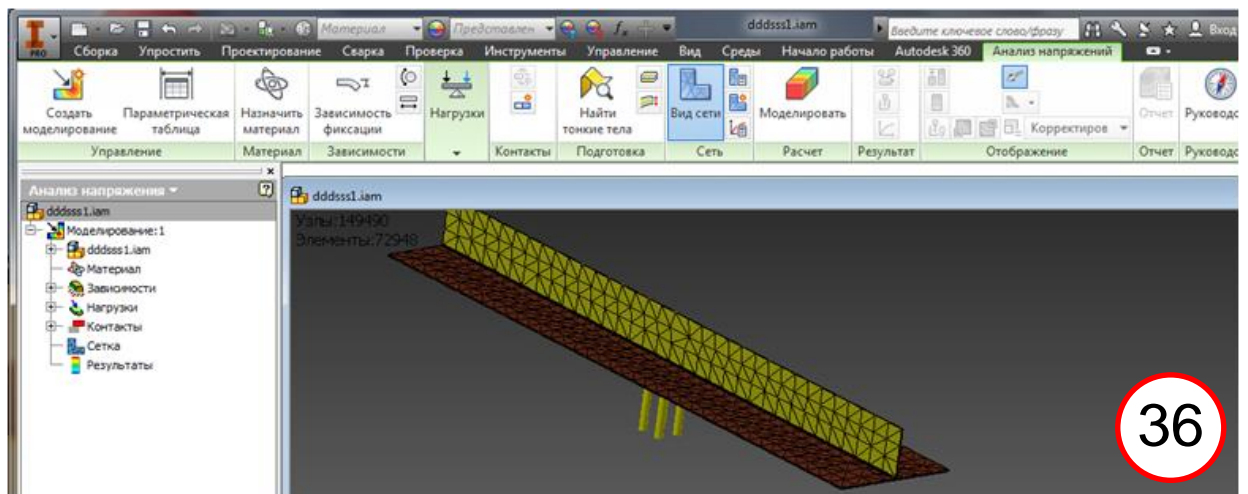 Материал Представлен dddsss1.iam Введите ключевое слово/фразу Вход
PRO Сборка Упростить Проектирование Сварка Проверка Инструменты Управление Вид Среды Начало работы Autodesk 360 Анализ напряжений
Создать моделирование
Параметрическая таблица
Назначить материал
Зависимость фиксации
Нагрузки
Найти тонкие тела
Вид сети
Моделировать
Корректиров
Отчет
Руководс
Управление Материал Зависимости Контакты Подготовка Сеть Расчет Результат Отображение Отчет Руководс
Анализ напряжения
dddsss1.iam
Моделирование:1
dddsss1.iam
Материал
Зависимости
Нагрузки
Контакты
Сетка
Результаты
dddsss1.iam
Узлы:149490
Элементы:72948
36